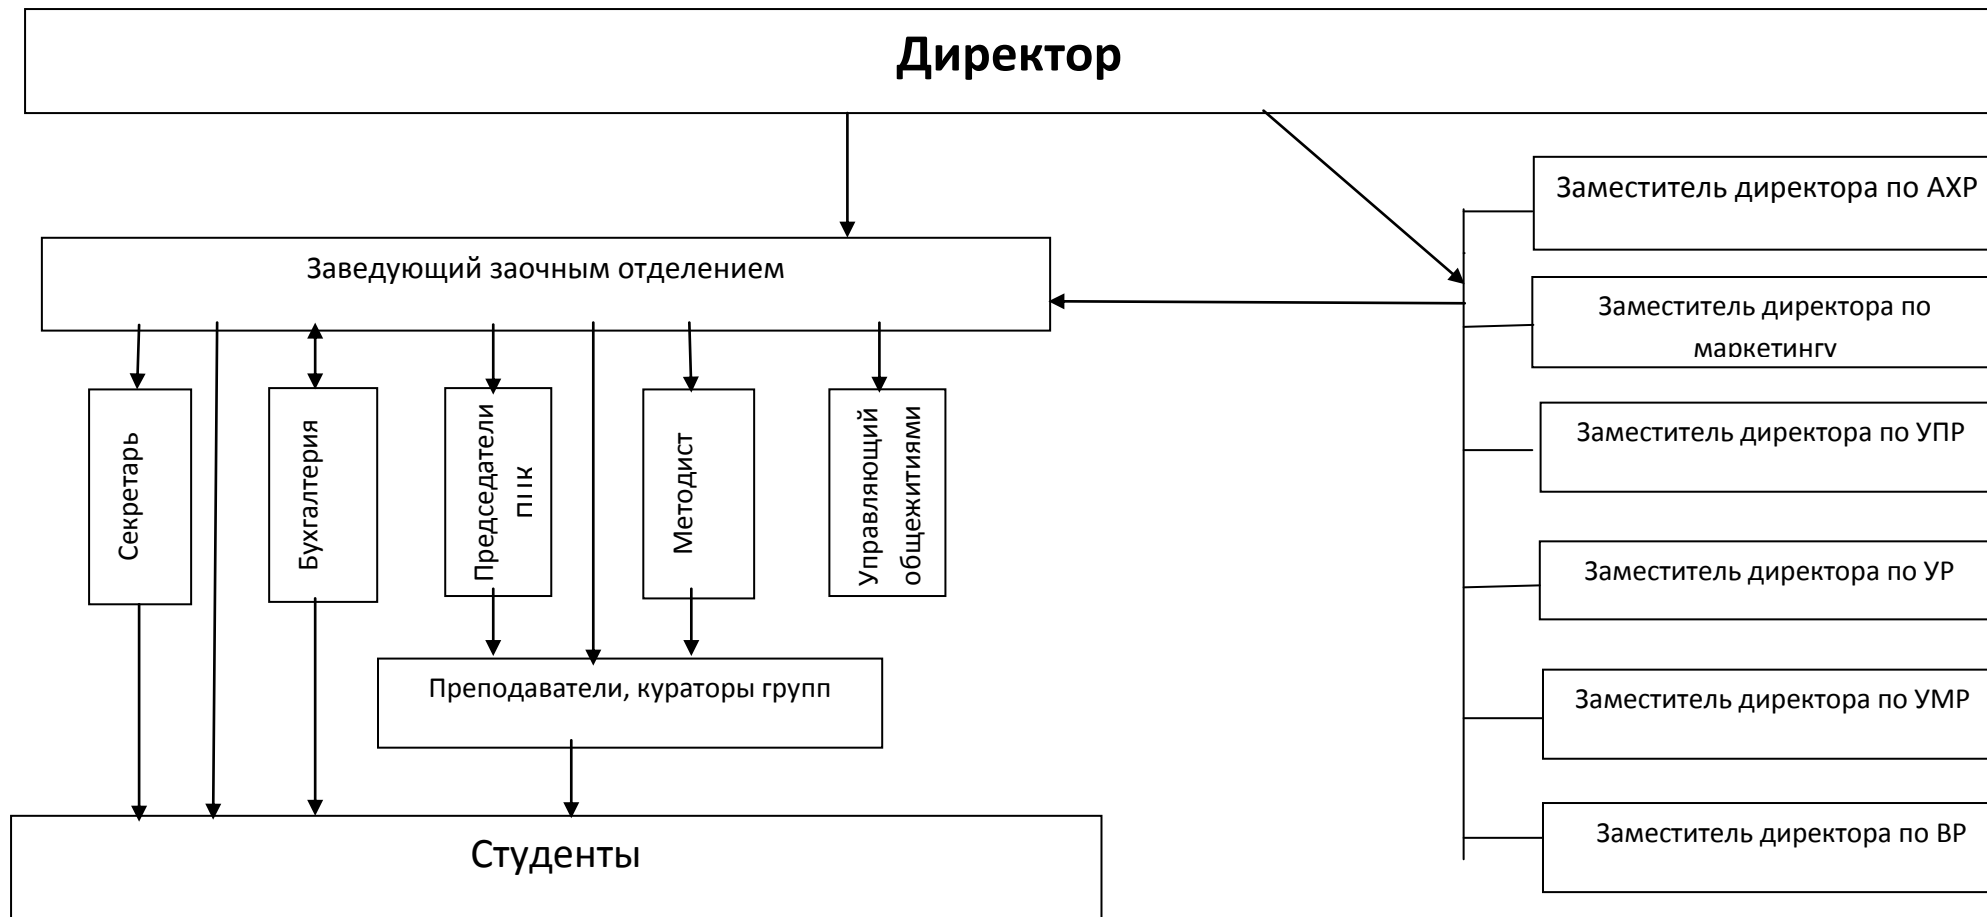 Директор
Заместитель директора по АХР
Заведующий заочным отделением
Заместитель директора по
маркетингу
Заместитель директора по УПР
Секретарь
Бухгалтерия
Председатели
Методист
Управляющий
общежитиями
Заместитель директора по УР
Преподаватели, кураторы групп
Заместитель директора по УМР
Заместитель директора по ВР
Студенты